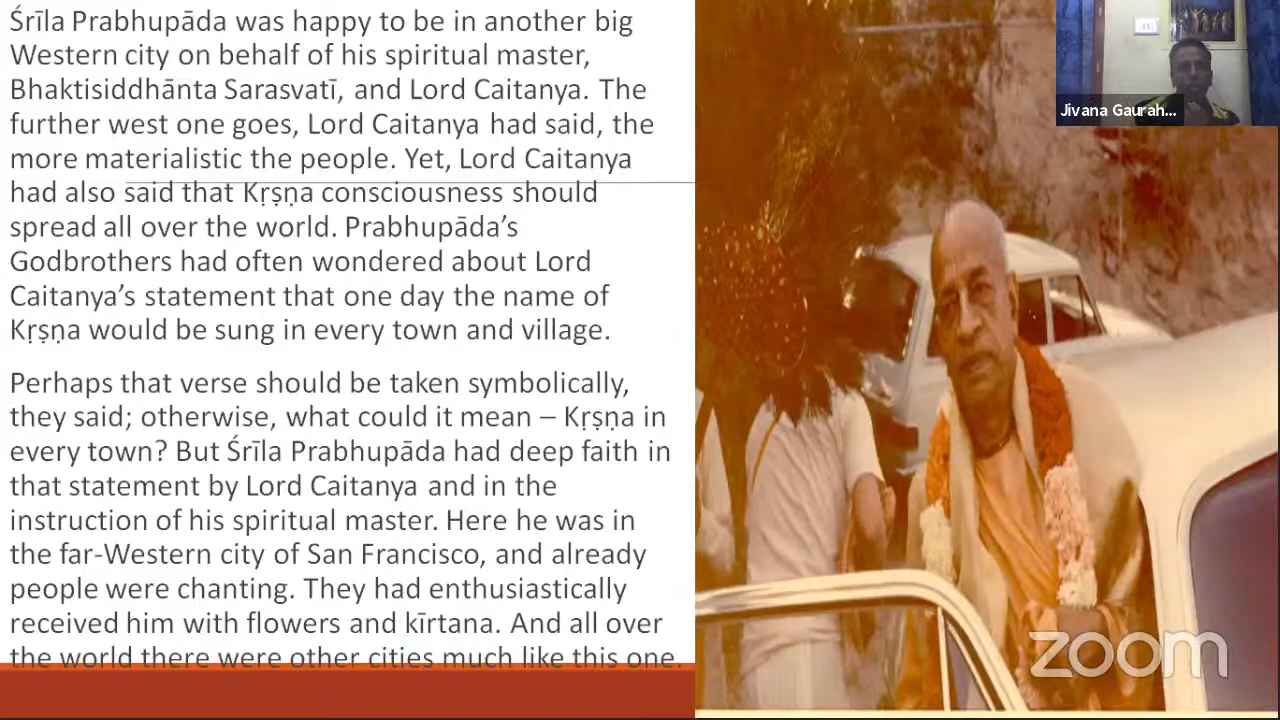 Śrīla Prabhupāda was happy to be in another big
Western city on behalf of his spiritual master,
Bhaktisiddhānta Sarasvatī, and Lord Caitanya. The
further west one goes, Lord Caitanya had said, the
more materialistic the people. Yet, Lord Caitanya
had also said that Kṛṣṇa consciousness should
spread all over the world. Prabhupāda’s
Godbrothers had often wondered about Lord
Caitanya’s statement that one day the name of
Kṛṣṇa would be sung in every town and village.
Perhaps that verse should be taken symbolically,
they said; otherwise, what could it mean – Kṛṣṇa in
every town? But Śrīla Prabhupāda had deep faith in
that statement by Lord Caitanya and in the
instruction of his spiritual master. Here he was in
the far-Western city of San Francisco, and already
people were chanting. They had enthusiastically
received him with flowers and kīrtana. And all over
the world there were other cities much like this one.
Jivana Gaurah...
zoom